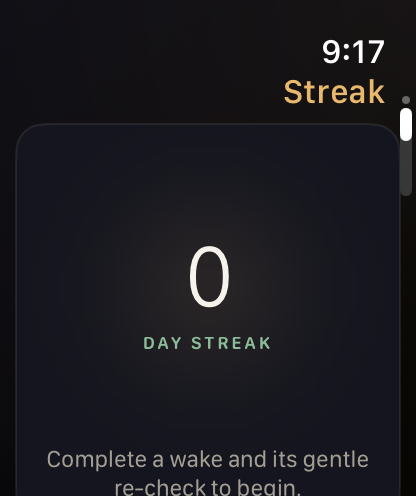 9:17
Streak
0
DAY STREAK
Complete a wake and its gentle
re-check to begin.